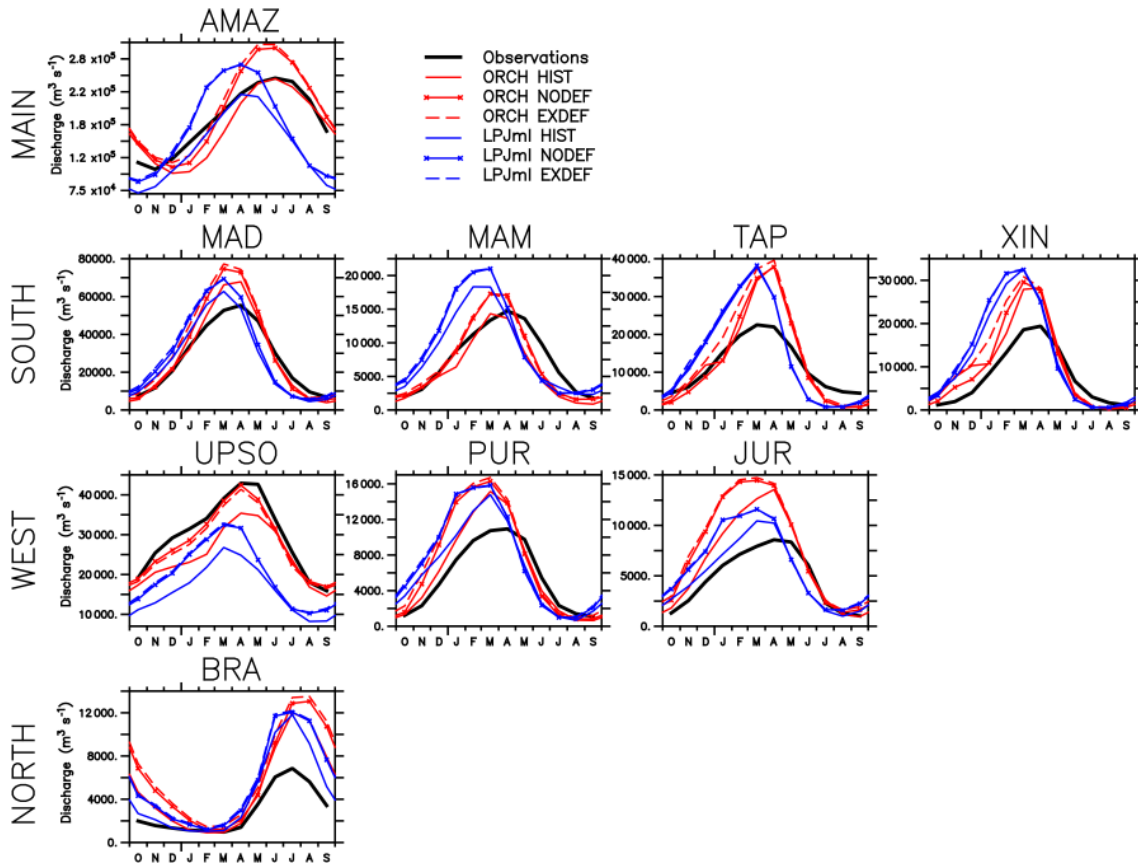 AMAZ
MAIN
Discharge (m³ s⁻¹)
2.8 x10⁵
2.2 x10⁵
1.8 x10⁵
1.2 x10⁵
7.5 x10⁴
O N D J F M A M J J A S
Observations
ORCH HIST
ORCH NODEF
ORCH EXDEF
LPJml HIST
LPJml NODEF
LPJml EXDEF
MAD
MAM
TAP
XIN
SOUTH
Discharge (m³ s⁻¹)
80000.
60000.
40000.
20000.
0.
O N D J F M A M J J A S
20000.
15000.
10000.
5000.
0.
O N D J F M A M J J A S
40000.
30000.
20000.
10000.
0.
O N D J F M A M J J A S
30000.
20000.
10000.
0.
O N D J F M A M J J A S
UPSO
PUR
JUR
WEST
40000.
30000.
20000.
10000.
O N D J F M A M J J A S
16000.
12000.
8000.
4000.
0.
O N D J F M A M J J A S
15000.
10000.
5000.
0.
O N D J F M A M J J A S
BRA
NORTH
Discharge (m³ s⁻¹)
12000.
8000.
4000.
0.
O N D J F M A M J J A S